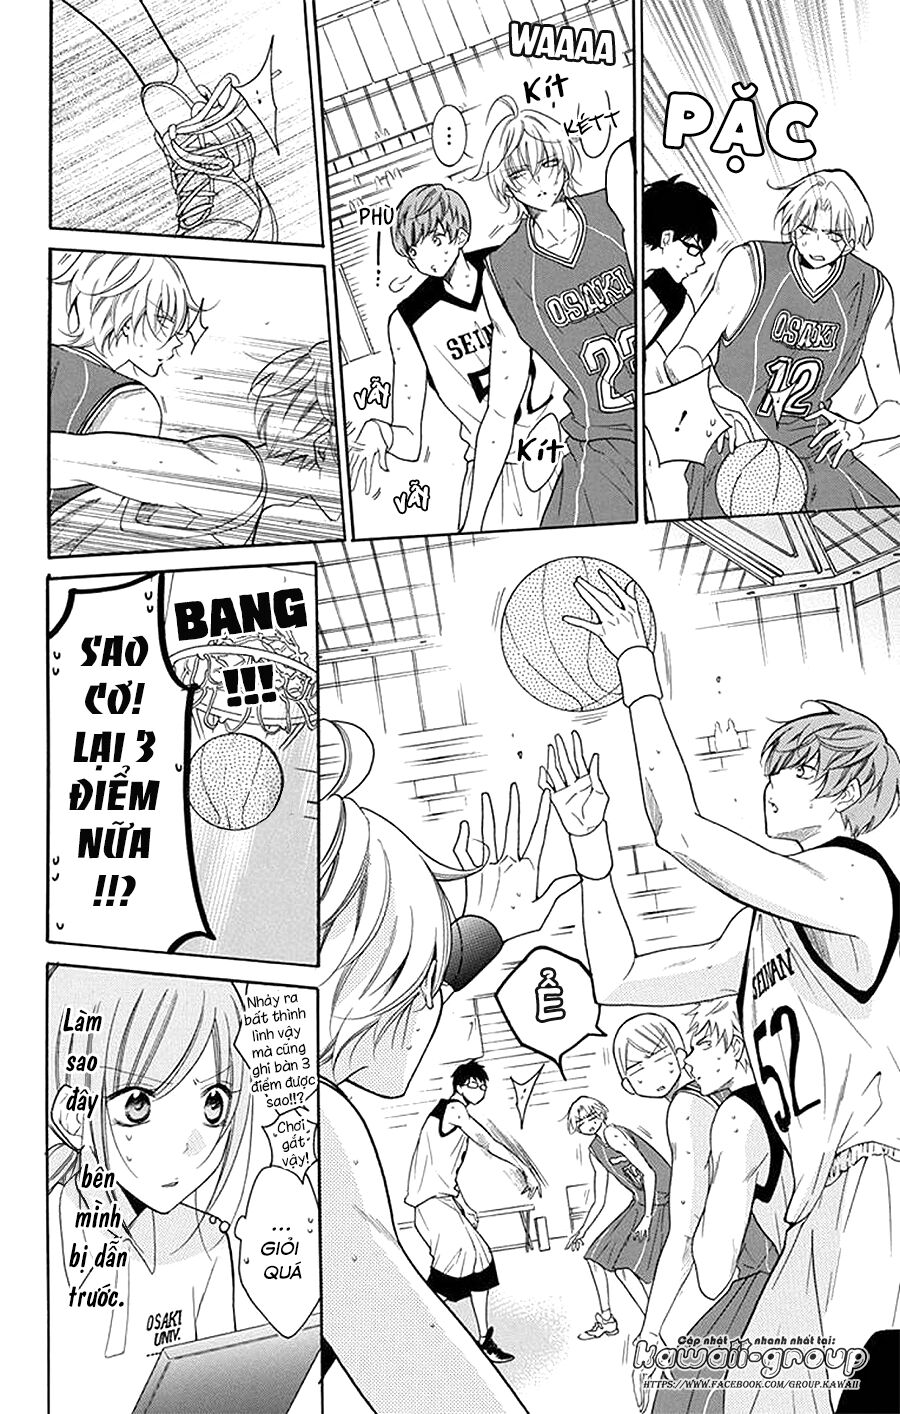 PẶC
OSAKI
12
!
WAAAA
Kịt
KÉTT
...
PHÙ
...
OSAKI
SEI
VẪY
VẪY
Kít
BANG
!!!
SAO
CƠ!
LẠI 3
ĐIỂM
NỮA
!!!?
Ể
SEIWAN
52
Nhảy ra
bất thình
lình vậy
mà cũng
ghi bàn 3
điểm được
sao!!?
Chơi
gắt
vậy!
...
GIỎI
QUÁ
Làm
sao
đây
bên
mình
bị dẫn
trước.
OSAKI
UNIV.
Cập nhật nhanh nhất tại:
kawaii-group
HTTPS://WWW.FACEBOOK.COM/GROUP.KAWAII